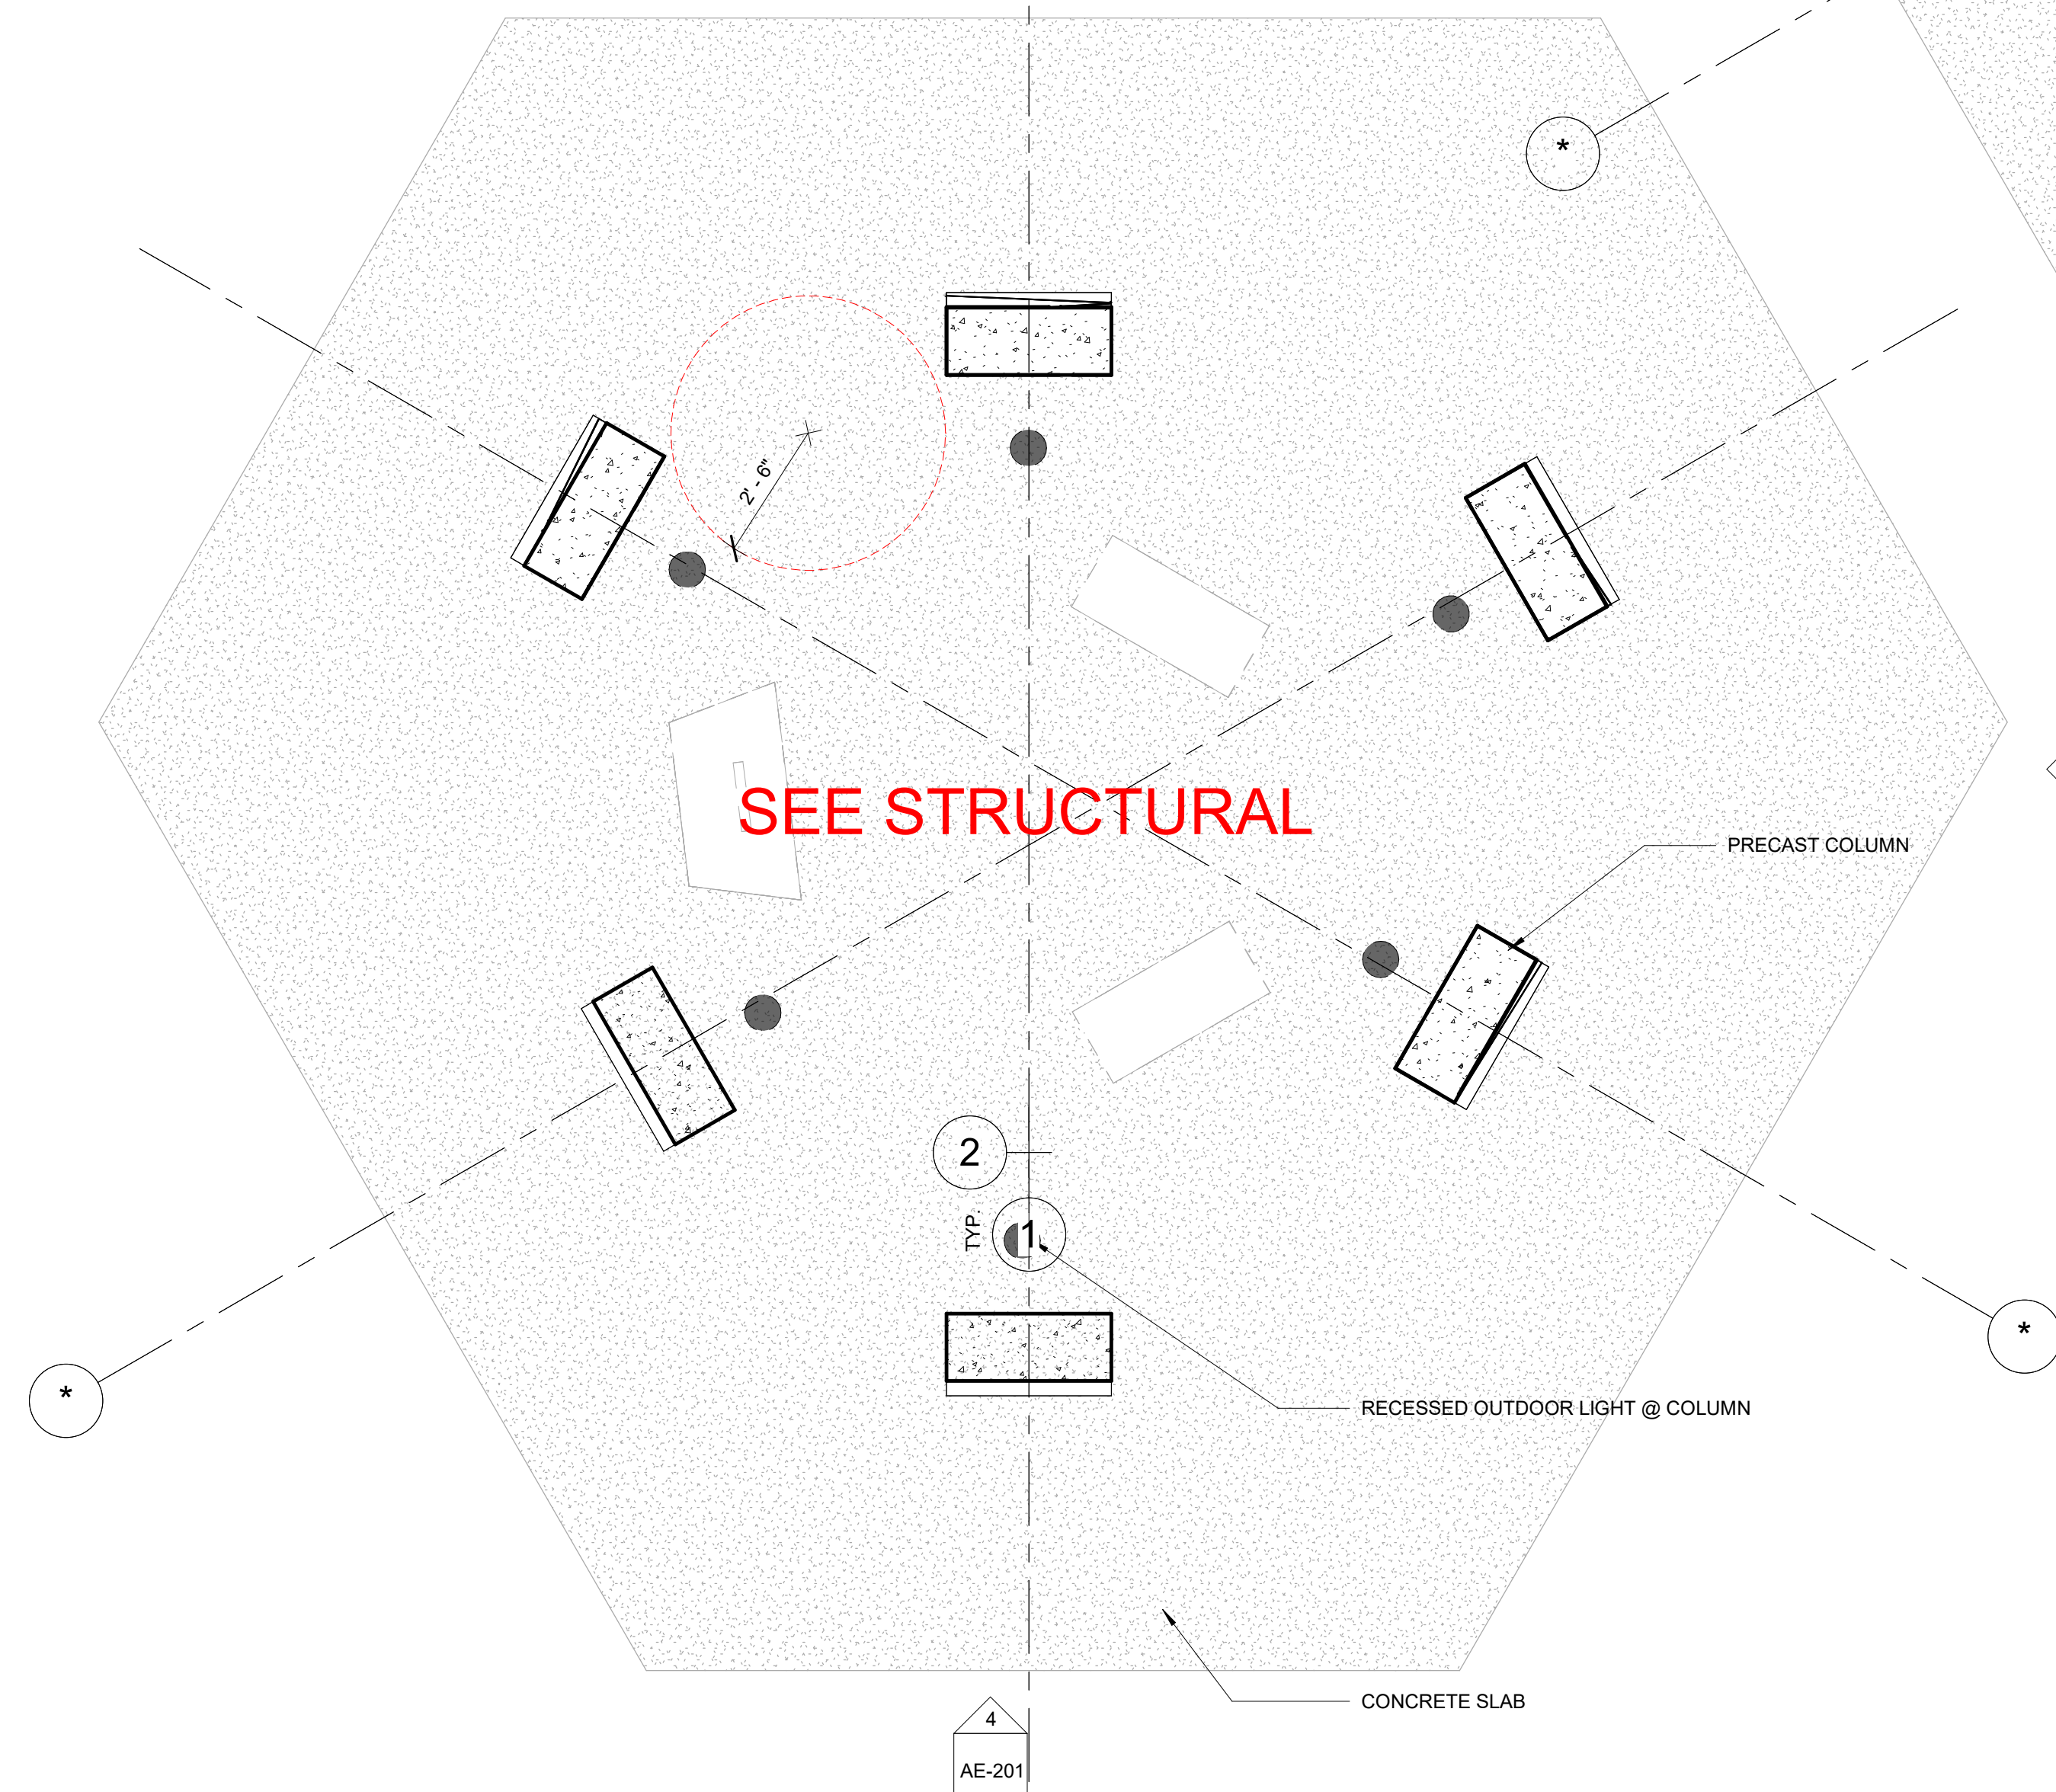 *
2' - 6"
SEE STRUCTURAL
PRECAST COLUMN
2
TYP.
1
*
*
RECESSED OUTDOOR LIGHT @ COLUMN
CONCRETE SLAB
4
AE-201